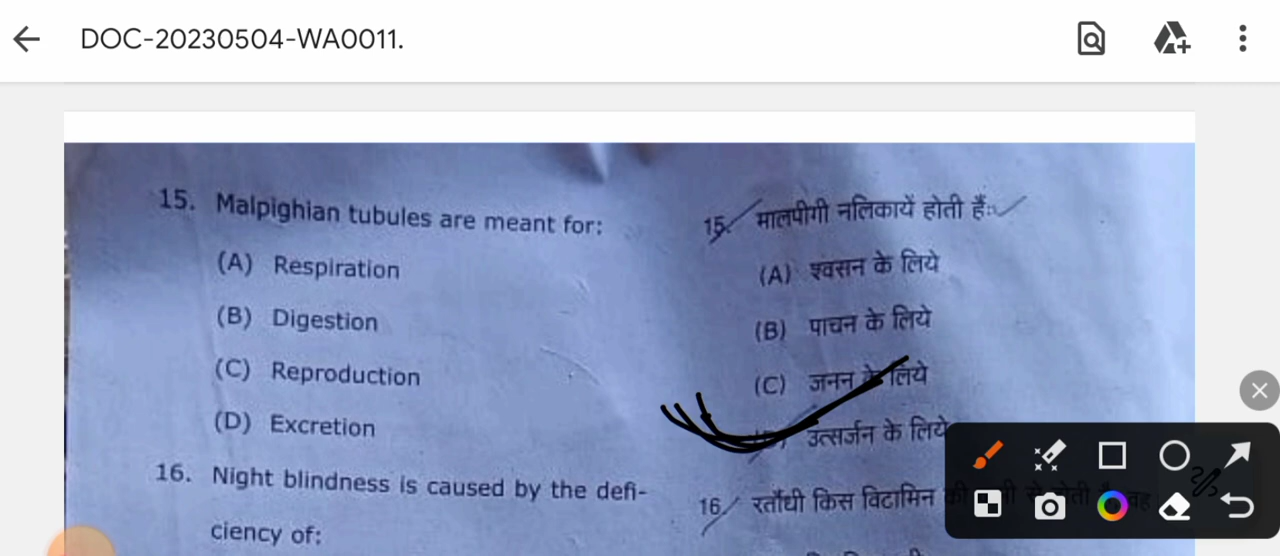 DOC-20230504-WA0011.
15. Malpighian tubules are meant for:
(A) Respiration
(B) Digestion
(C) Reproduction
(D) Excretion
16. Night blindness is caused by the defi-
ciency of:
15. मालपीगी नलिकायें होती हैं:
(A) श्वसन के लिये
(B) पाचन के लिये
(C) जनन के लिये
उत्सर्जन के लिये
16. रतौंधी किस विटामिन